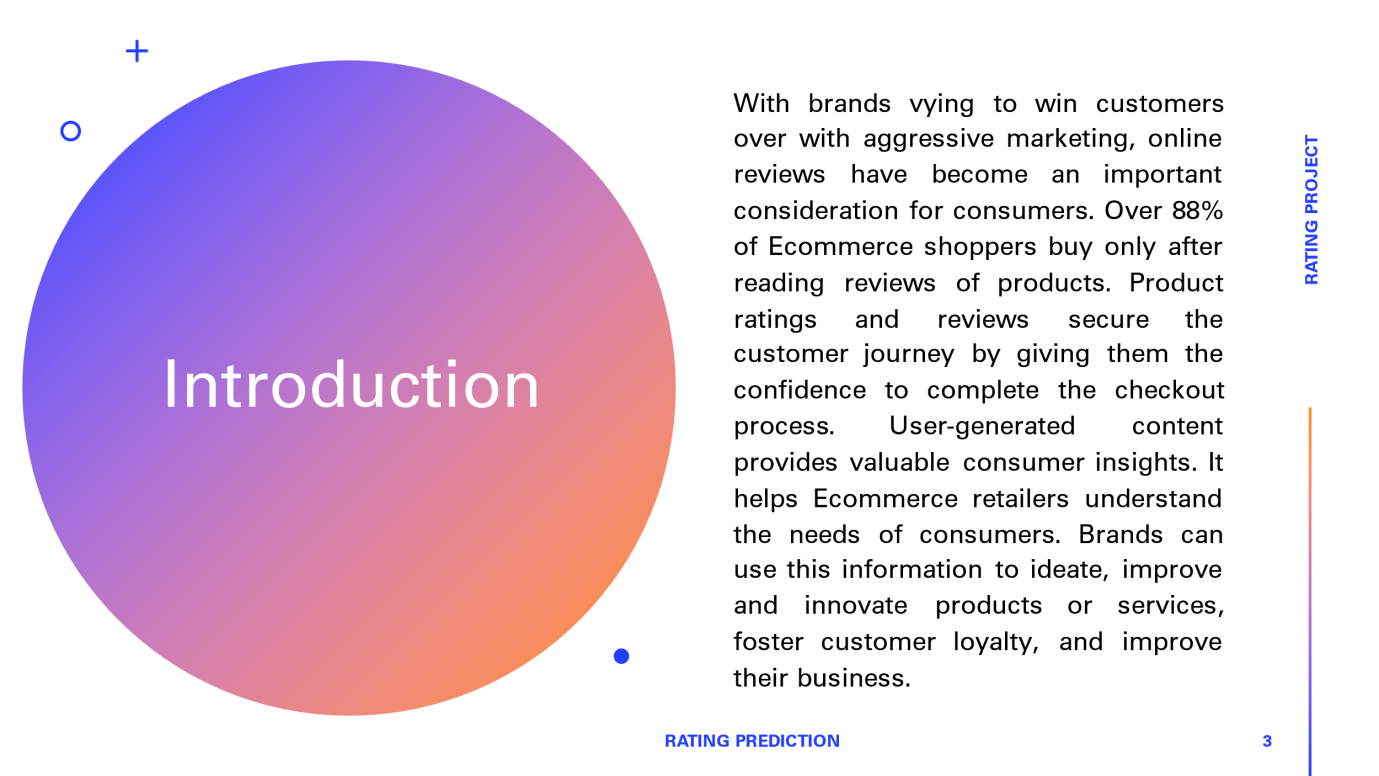 Introduction
With brands vying to win customers
over with aggressive marketing, online
reviews have become an important
consideration for consumers. Over 88%
of Ecommerce shoppers buy only after
reading reviews of products. Product
ratings and reviews secure the
customer journey by giving them the
confidence to complete the checkout
process. User-generated content
provides valuable consumer insights. It
helps Ecommerce retailers understand
the needs of consumers. Brands can
use this information to ideate, improve
and innovate products or services,
foster customer loyalty, and improve
their business.
RATING PROJECT
RATING PREDICTION
3